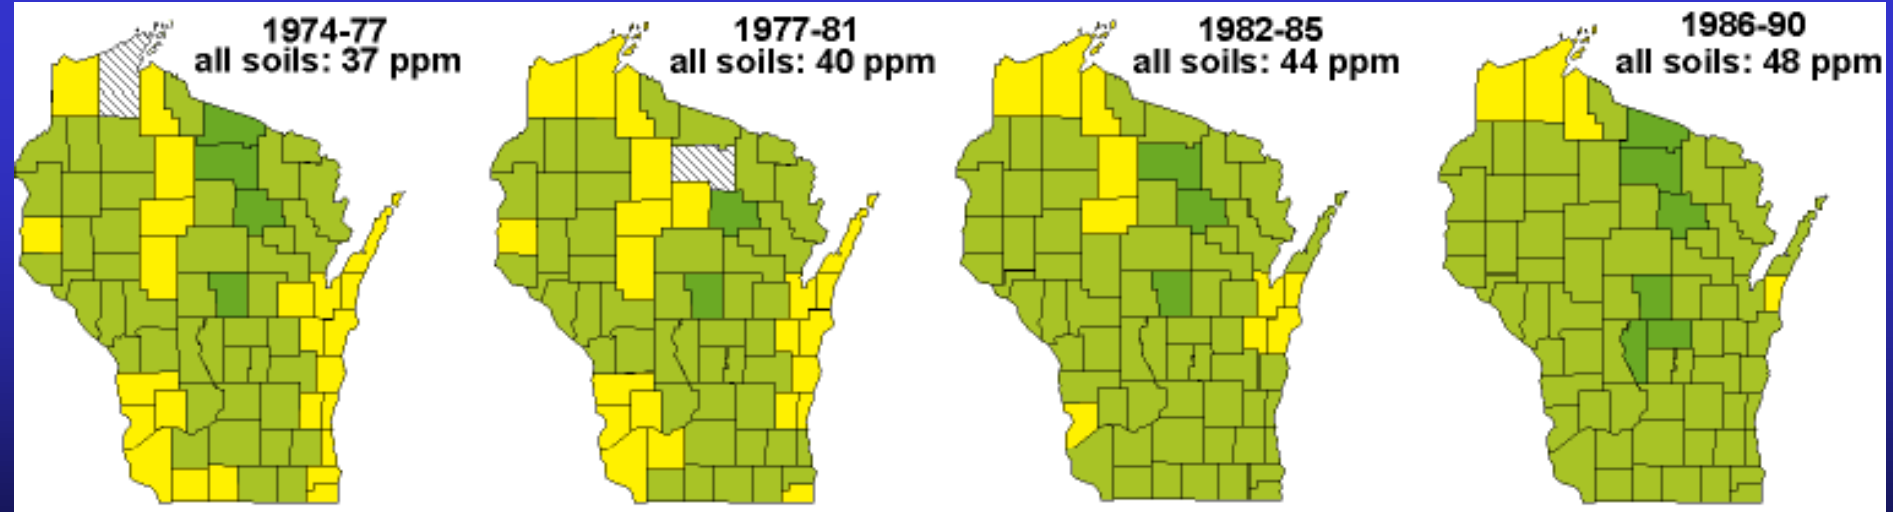 1974-77
all soils: 37 ppm
1977-81
all soils: 40 ppm
1982-85
all soils: 44 ppm
1986-90
all soils: 48 ppm